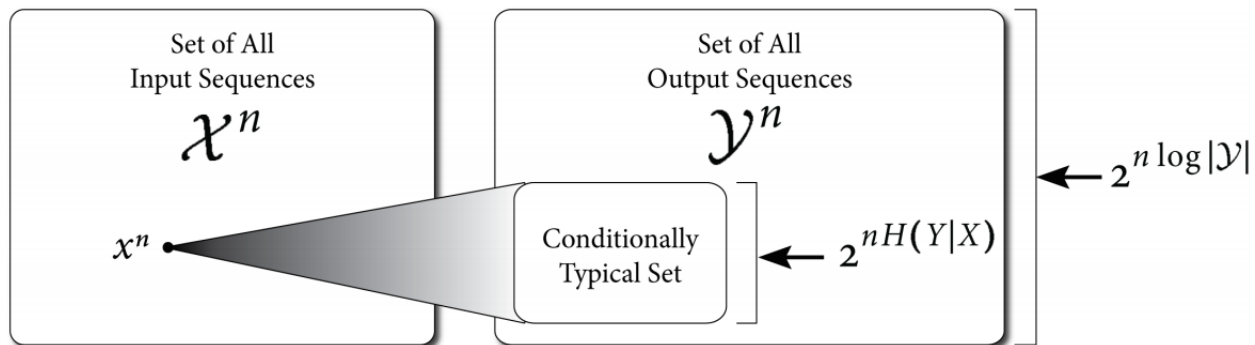 Set of All
Input Sequences
𝒳ⁿ
xⁿ
Set of All
Output Sequences
𝒴ⁿ
Conditionally
Typical Set
2^{nH(Y|X)}
2^{n log|𝒴|}